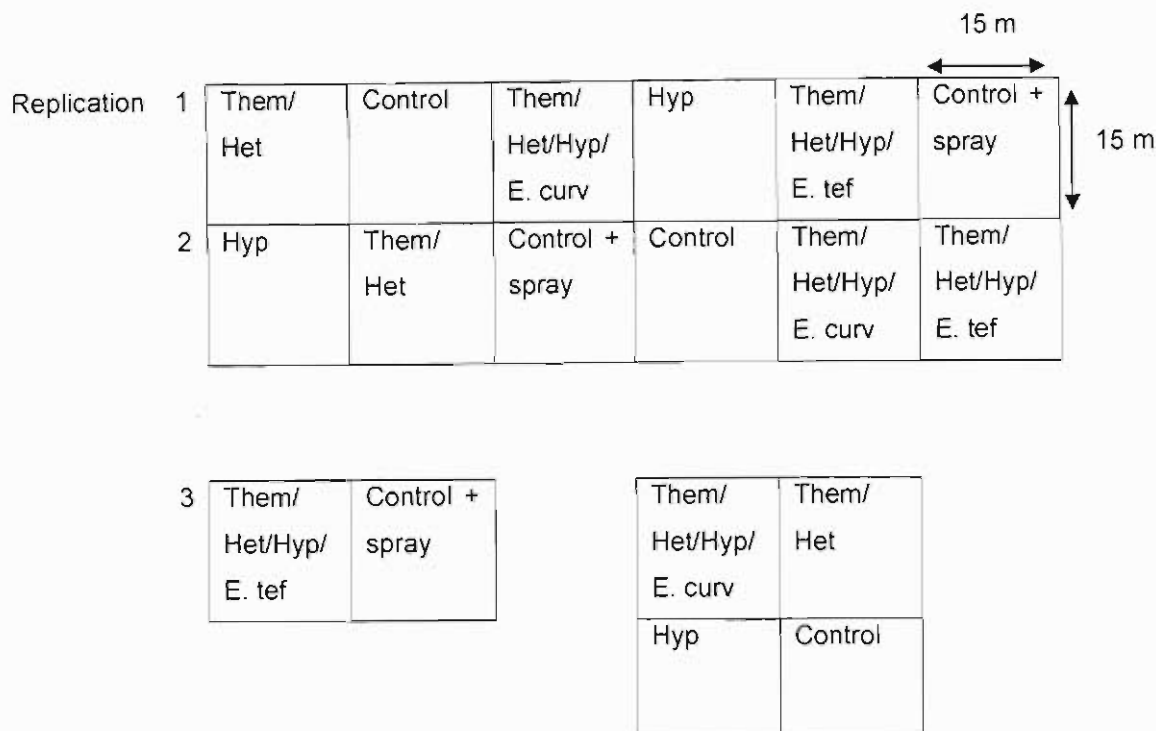 15 m
Replication 1 Them/ Control Them/ Hyp Them/ Control +
Het Het/Hyp/ Het/Hyp/ spray 15 m
E. curv E. tef
2 Hyp Them/ Control + Control Them/ Them/
Het spray Het/Hyp/ Het/Hyp/
E. curv E. tef
3 Them/ Control + Them/ Them/
Het/Hyp/ spray Het/Hyp/ Het
E. tef E. curv
Hyp Control